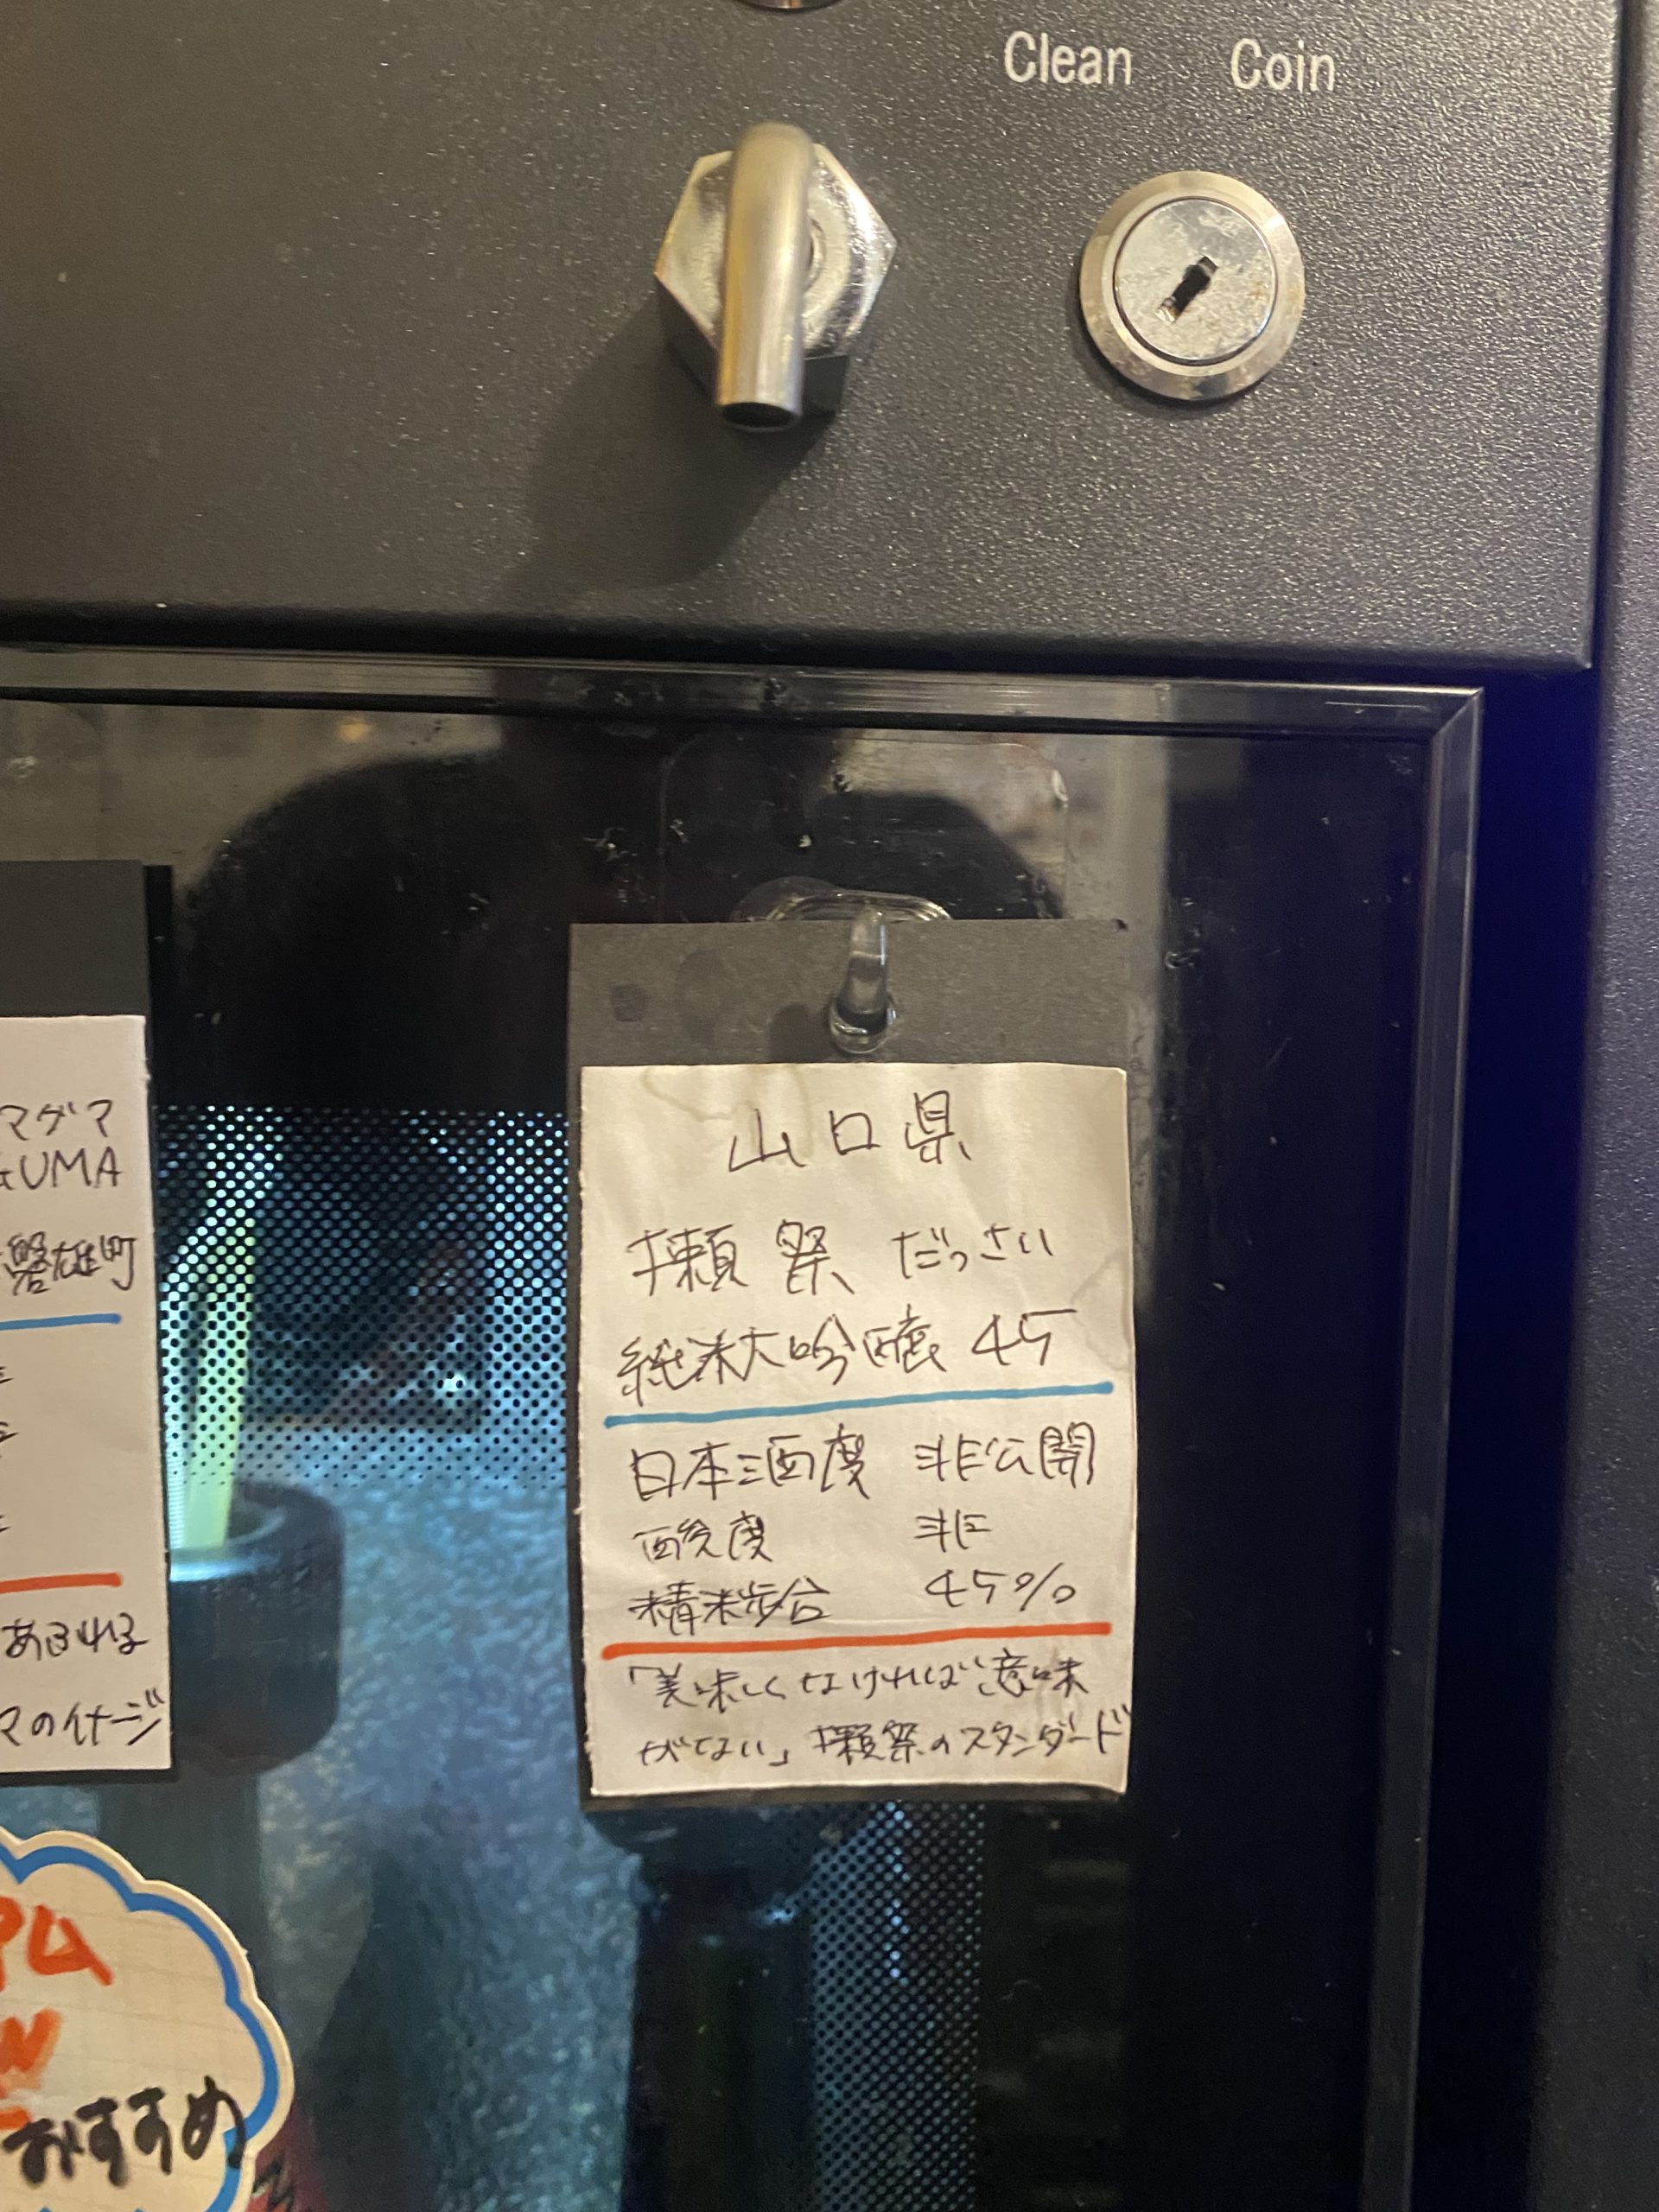 Clean Coin
マグマ
GUMA
雄町
あふれる
マのイメージ
山口県
獺祭 だっさい
純米大吟醸 45
日本酒度 非公開
酸度 非
精米歩合 45%
「美味しくなければ意味
がない」獺祭のスタンダード
おすすめ